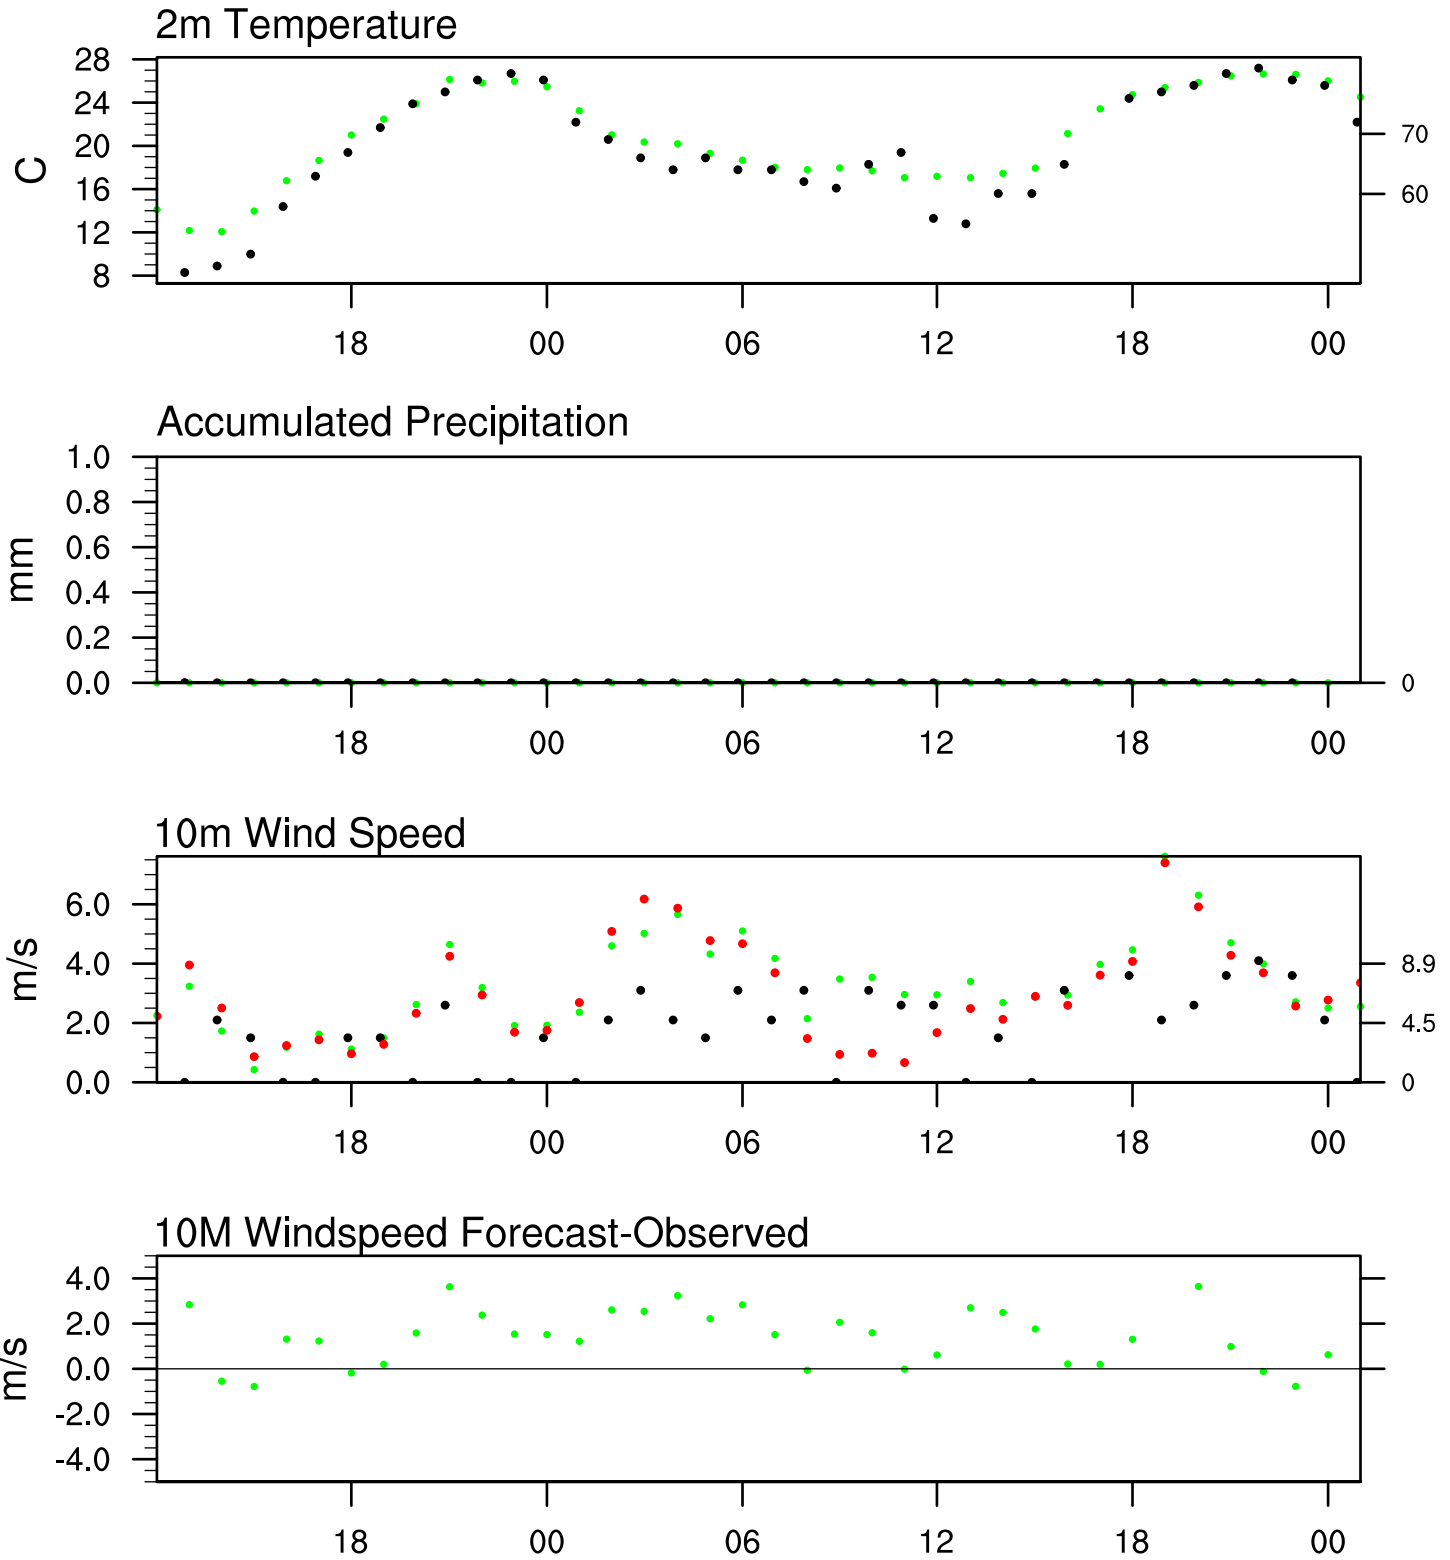 2m Temperature
28
24
20
16
12
8
C
70
60
18 00 06 12 18 00
Accumulated Precipitation
1.0
0.8
0.6
0.4
0.2
0.0
mm
0
18 00 06 12 18 00
10m Wind Speed
6.0
4.0
2.0
0.0
m/s
8.9
4.5
0
18 00 06 12 18 00
10M Windspeed Forecast-Observed
4.0
2.0
0.0
-2.0
-4.0
m/s
18 00 06 12 18 00